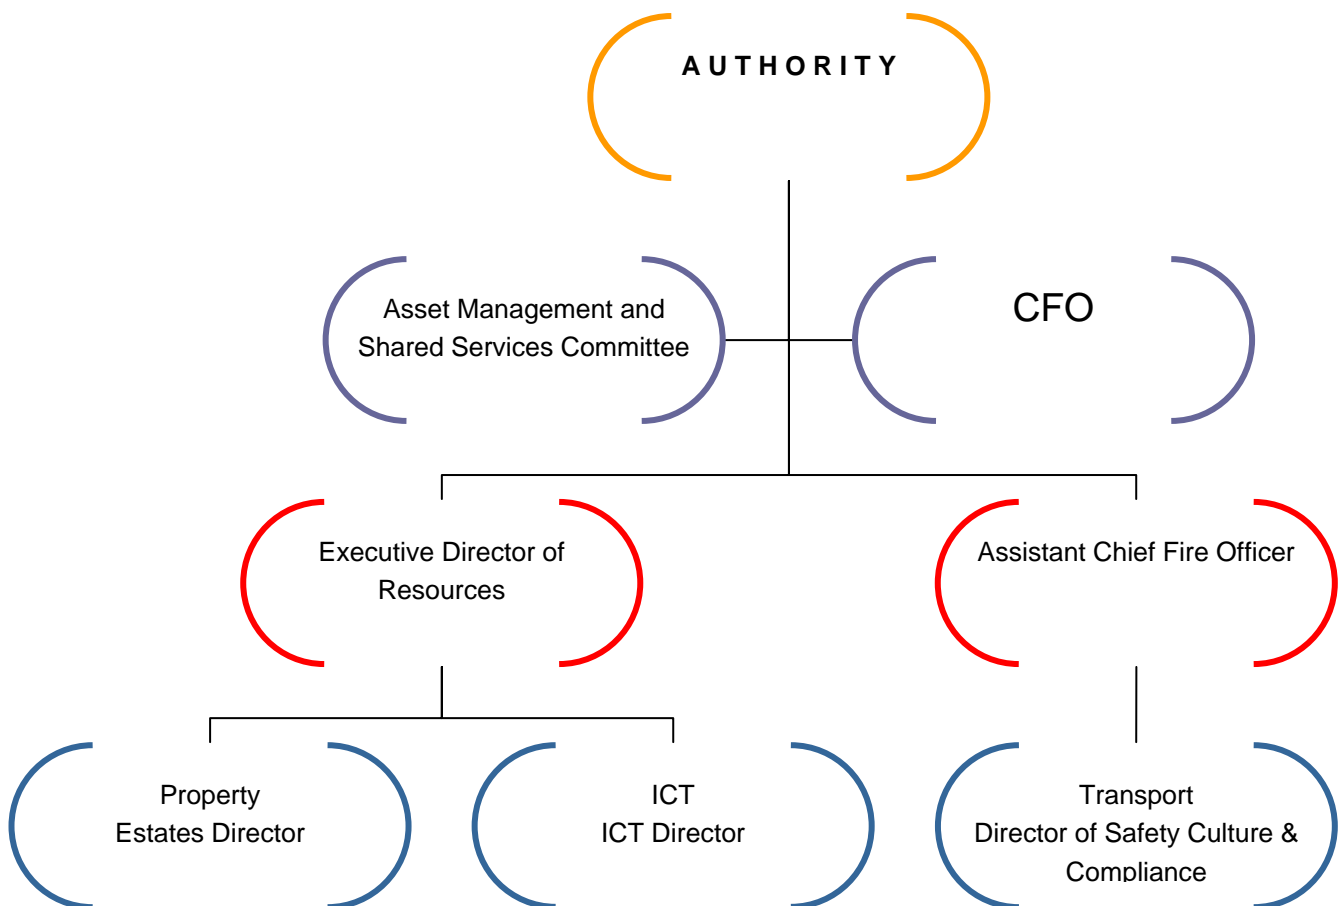 A U T H O R I T Y
Asset Management and
Shared Services Committee
CFO
Executive Director of
Resources
Assistant Chief Fire Officer
Property
Estates Director
ICT
ICT Director
Transport
Director of Safety Culture &
Compliance